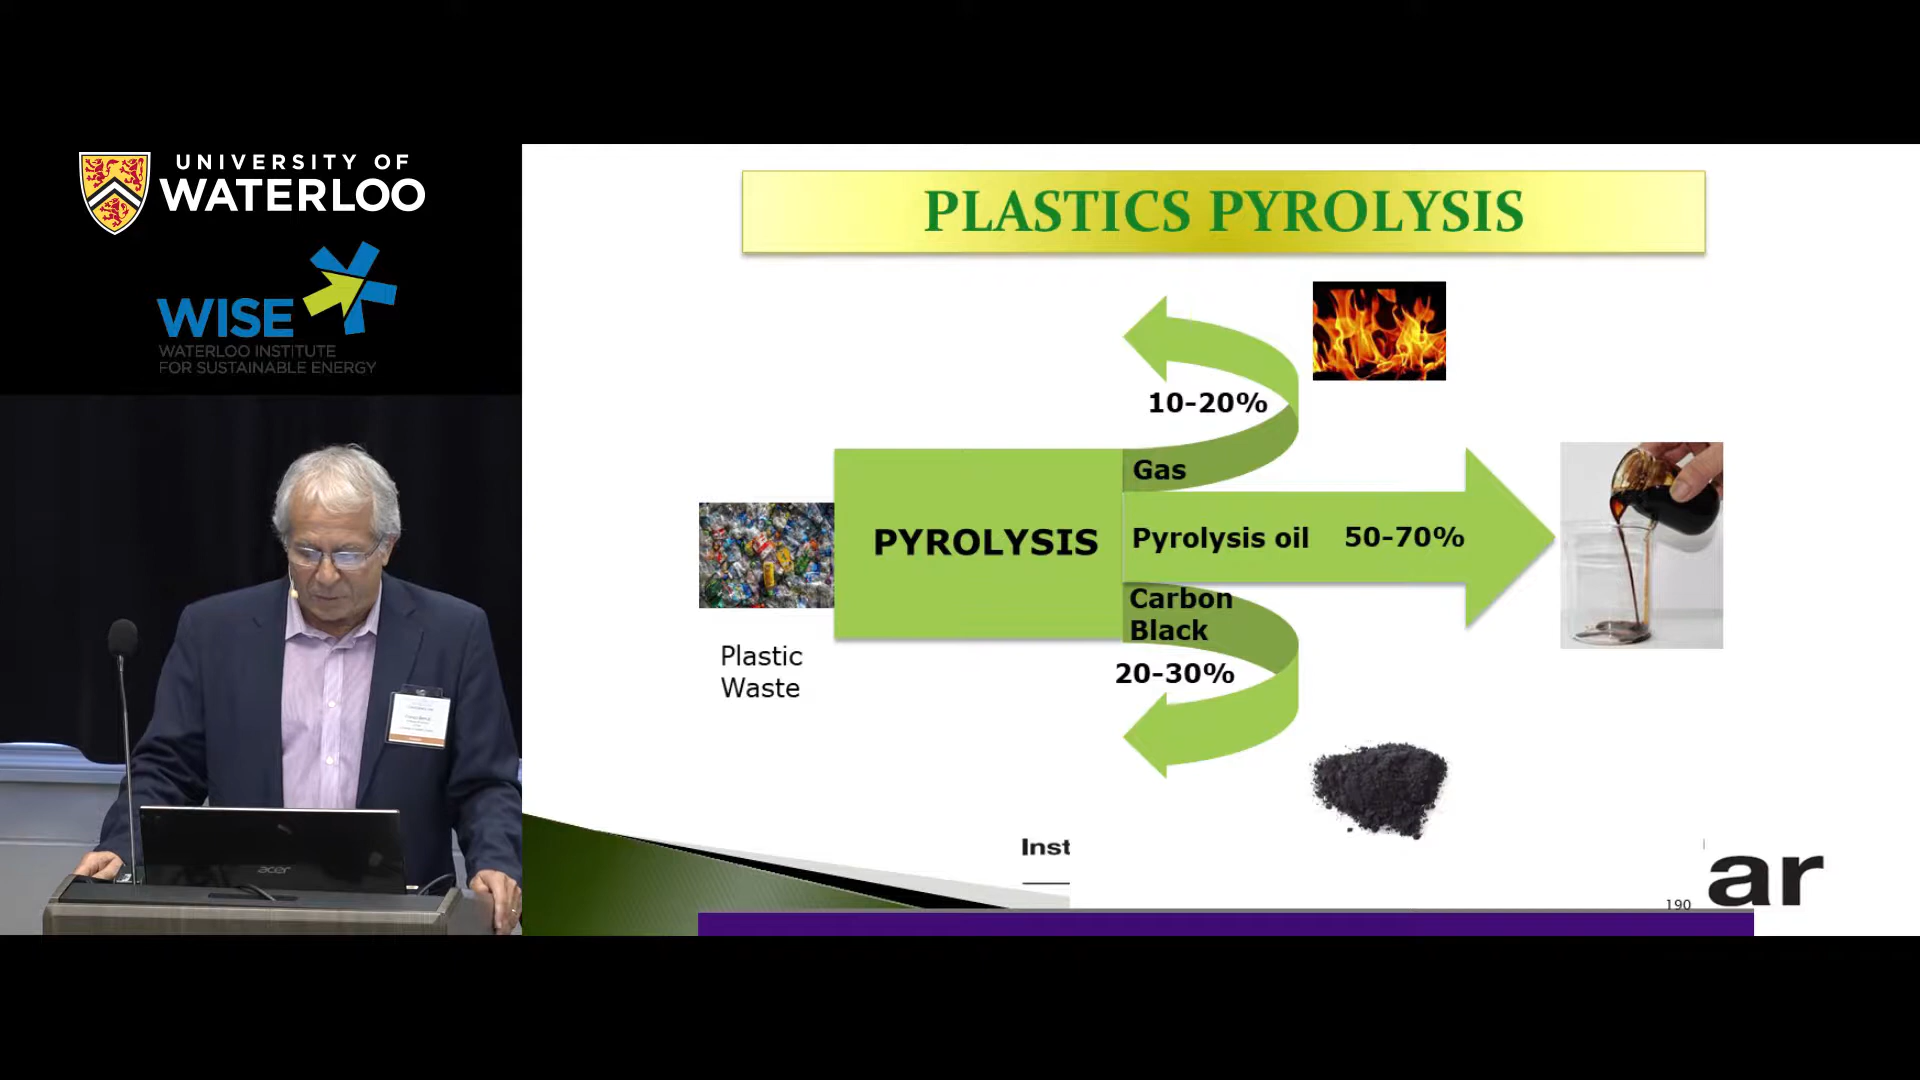 UNIVERSITY OF
WATERLOO
WISE
WATERLOO INSTITUTE
FOR SUSTAINABLE ENERGY
acer
PLASTICS PYROLYSIS
10-20%
Gas
PYROLYSIS
Pyrolysis oil 50-70%
Carbon
Black
20-30%
Plastic
Waste
Inst
ar
190